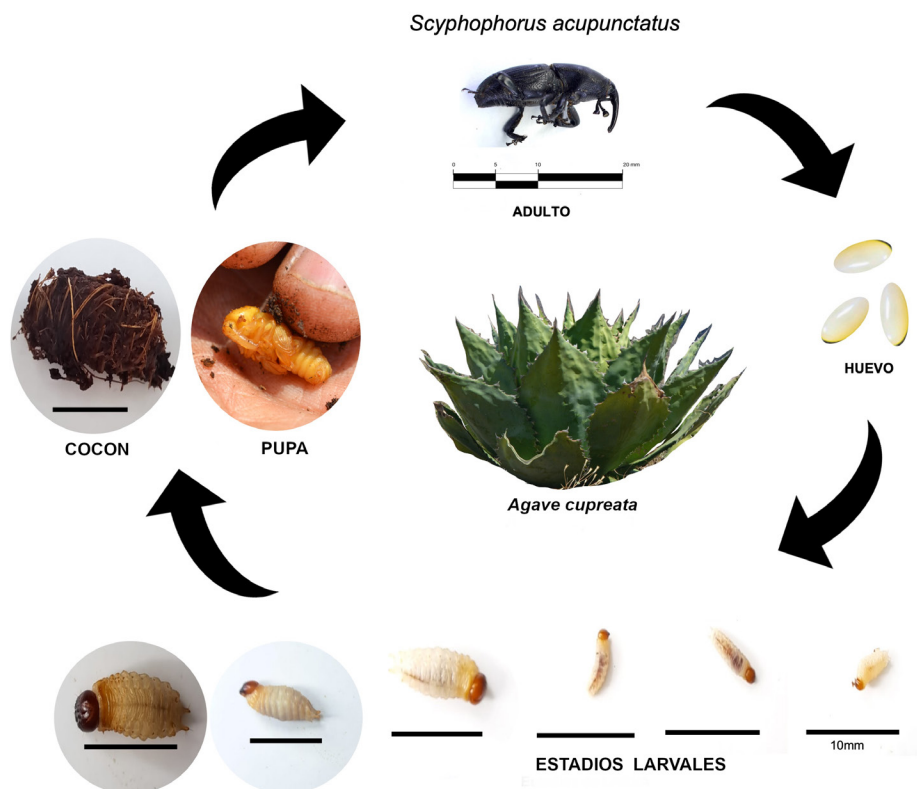 Scyphophorus acupunctatus
0 5 10 20 mm
ADULTO
HUEVO
COCON
PUPA
Agave cupreata
10mm
ESTADIOS LARVALES